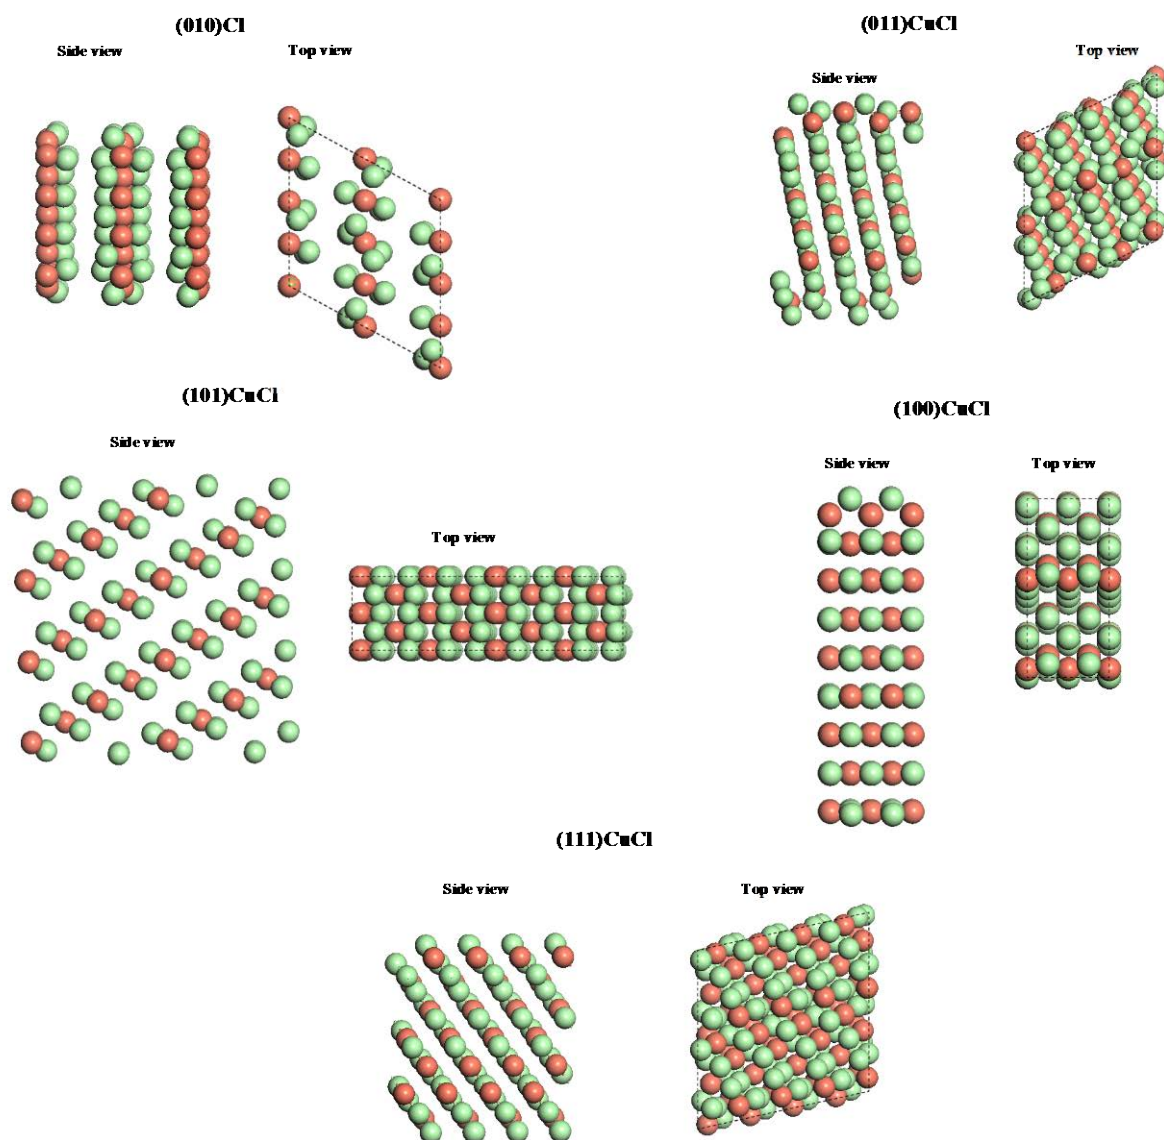 (010)Cl
Side view
Top view
(011)CuCl
Side view
Top view
(101)CuCl
Side view
Top view
(100)CuCl
Side view
Top view
(111)CuCl
Side view
Top view